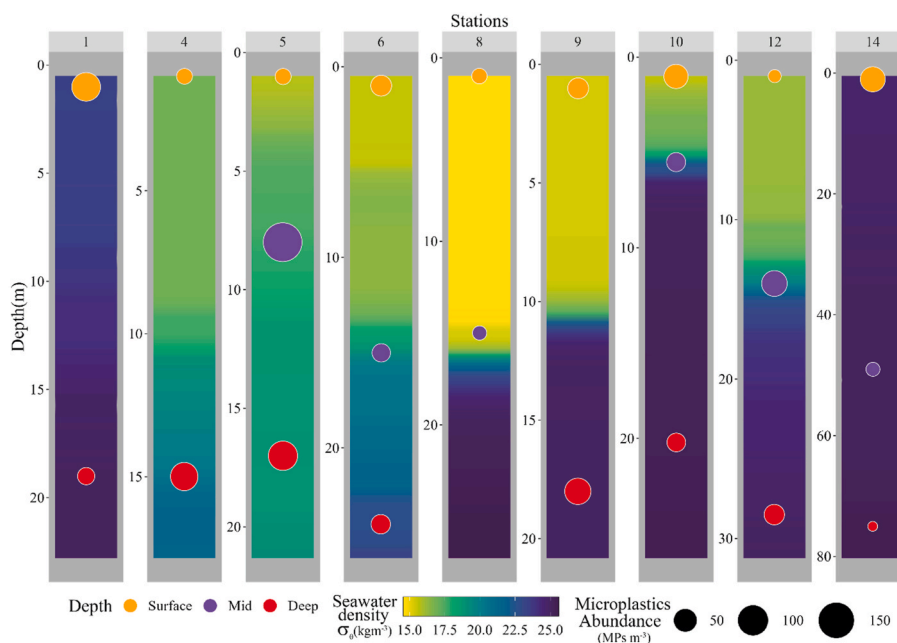 Stations
1 4 5 6 8 9 10 12 14
Depth(m)
0 5 10 15 20
5 10 15
0 5 10 15 20
0 10 20
0 10 20
0 5 10 15 20
0 10 20
0 10 20 30
0 20 40 60 80
Depth Surface Mid Deep
Seawater
density
σθ(kgm⁻³)
15.0 17.5 20.0 22.5 25.0
Microplastics
Abundance
(MPs m⁻³)
50 100 150